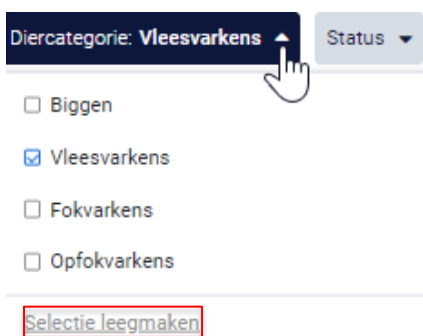 Diercategorie: Vleesvarkens Status
Biggen
Vleesvarkens
Fokvarkens
Opfokvarkens
Selectie leegmaken